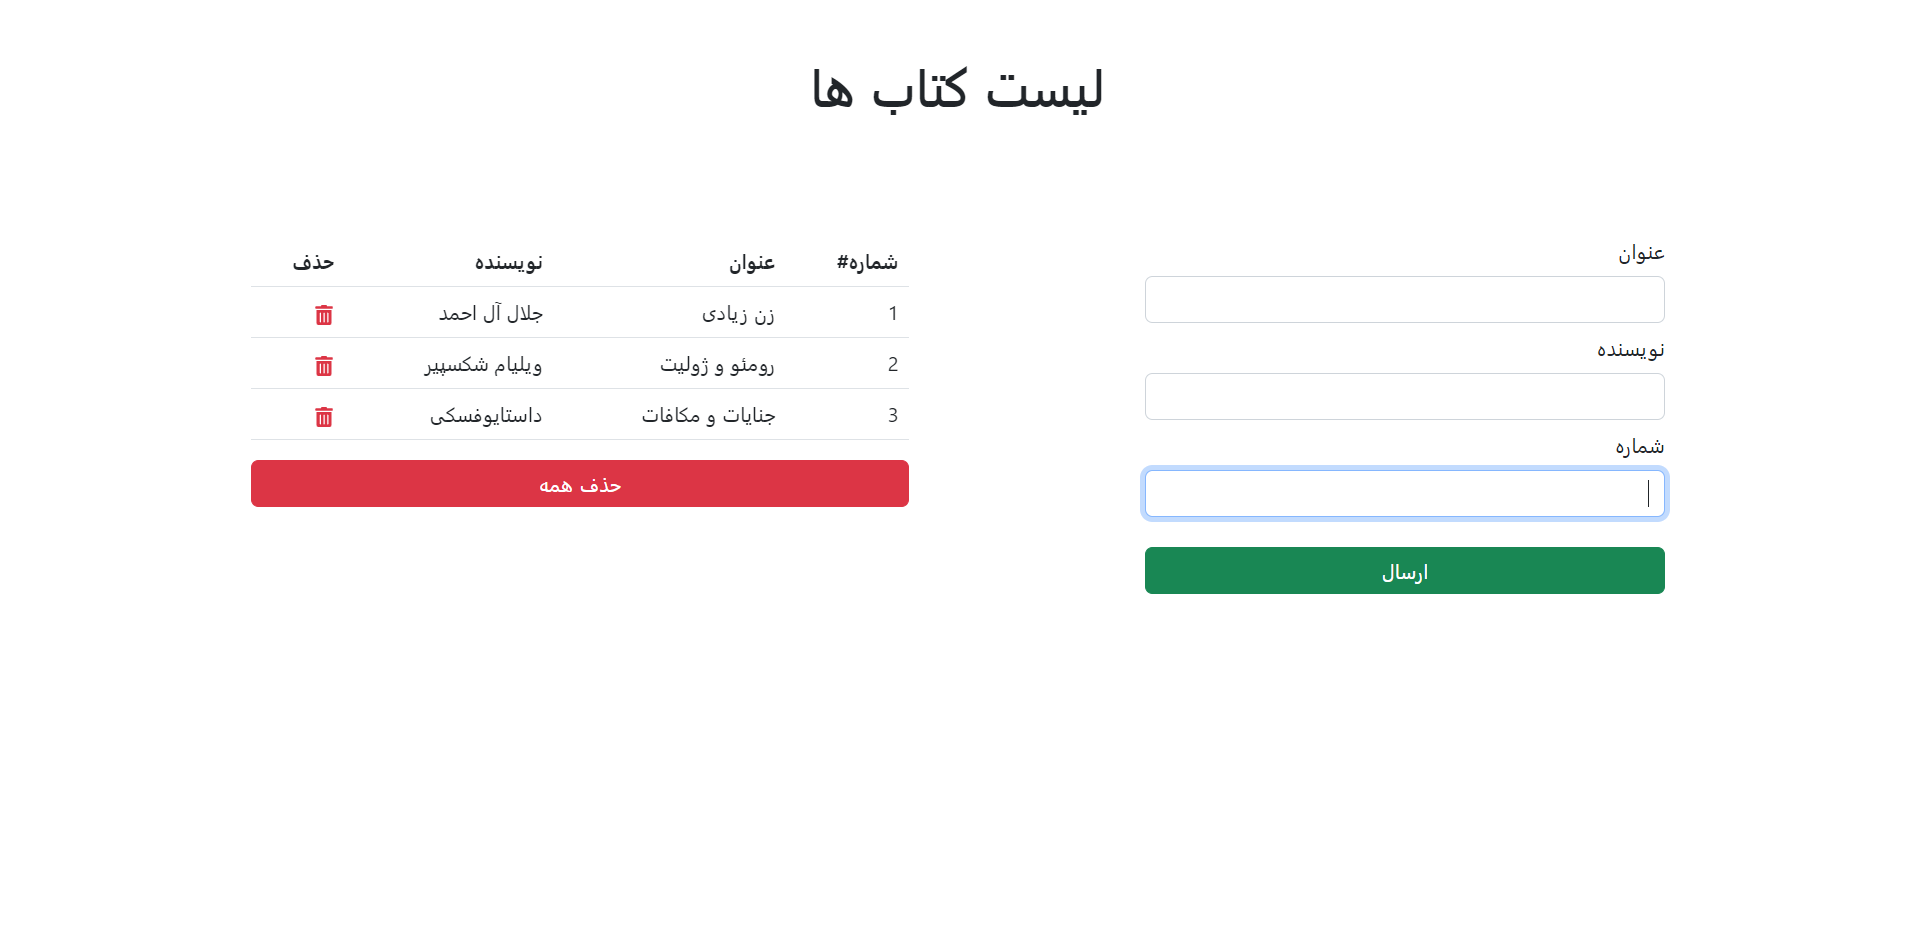 لیست کتاب ها
عنوان
نویسنده
شماره
ارسال
شماره# عنوان نویسنده حذف
1 زن زیادی جلال آل احمد
2 رومئو و ژولیت ویلیام شکسپیر
3 جنایات و مکافات داستایوفسکی
حذف همه